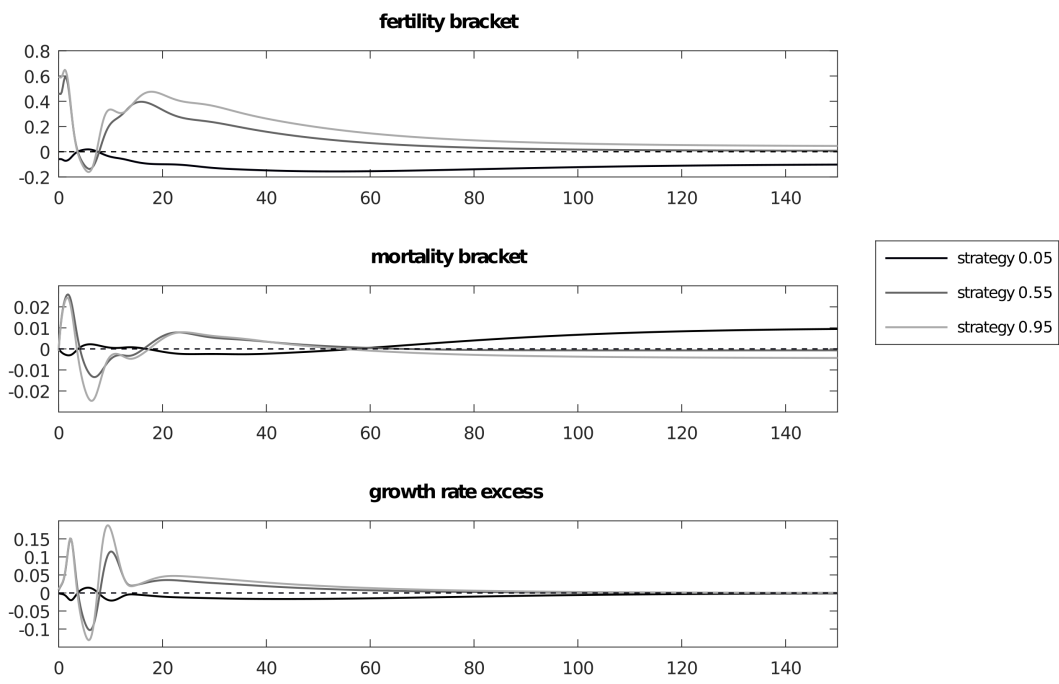 fertility bracket
0.8
0.6
0.4
0.2
0
-0.2
0 20 40 60 80 100 120 140
mortality bracket
0.02
0.01
0
-0.01
-0.02
0 20 40 60 80 100 120 140
strategy 0.05
strategy 0.55
strategy 0.95
growth rate excess
0.15
0.1
0.05
0
-0.05
-0.1
0 20 40 60 80 100 120 140